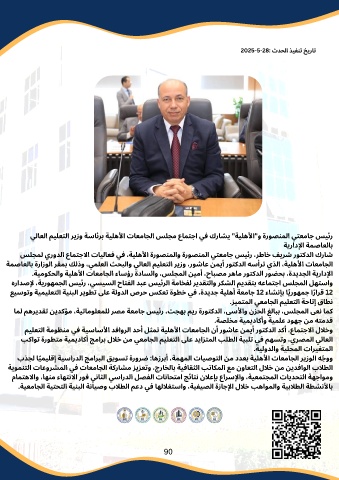 تاريخ تنفيذ الحدث :28-5-2025
رئيس جامعتي المنصورة و"الأهلية" يشارك في اجتماع مجلس الجامعات الأهلية برئاسة وزير التعليم العالي
بالعاصمة الإدارية
شارك الدكتور شريف خاطر، رئيس جامعتي المنصورة والمنصورة الأهلية، في فعاليات الاجتماع الدوري لمجلس
الجامعات الأهلية، الذي ترأسه الدكتور أيمن عاشور، وزير التعليم العالي والبحث العلمي، وذلك بمقر الوزارة بالعاصمة
الإدارية الجديدة، بحضور الدكتور ماهر مصباح، أمين المجلس، والسادة رؤساء الجامعات الأهلية والحكومية.
واستهل المجلس اجتماعه بتقديم الشكر والتقدير لفخامة الرئيس عبد الفتاح السيسي، رئيس الجمهورية، لإصداره
12 قرارًا جمهوريًا بإنشاء 12 جامعة أهلية جديدة، في خطوة تعكس حرص الدولة على تطوير البنية التعليمية وتوسيع
نطاق إتاحة التعليم الجامعي المتميز.
كما نعى المجلس، ببالغ الحزن والأسى، الدكتورة ريم بهجت، رئيس جامعة مصر للمعلوماتية، مؤكدين تقديرهم لما
قدمته من جهود علمية وأكاديمية مخلصة.
وخلال الاجتماع، أكد الدكتور أيمن عاشور أن الجامعات الأهلية تمثل أحد الروافد الأساسية في منظومة التعليم
العالي المصري، وتسهم في تلبية الطلب المتزايد على التعليم الجامعي من خلال برامج أكاديمية متطورة تواكب
المتغيرات المحلية والدولية.
ووجّه الوزير الجامعات الأهلية بعدد من التوصيات المهمة، أبرزها: ضرورة تسويق البرامج الدراسية إقليميًا لجذب
الطلاب الوافدين من خلال التعاون مع المكاتب الثقافية بالخارج، وتعزيز مشاركة الجامعات في المشروعات التنموية
ومواجهة التحديات المجتمعية، والإسراع بإعلان نتائج امتحانات الفصل الدراسي الثاني فور الانتهاء منها، والاهتمام
بالأنشطة الطلابية والمواهب خلال الإجازة الصيفية، واستغلالها في دعم الطلاب وصيانة البنية التحتية الجامعية.
90